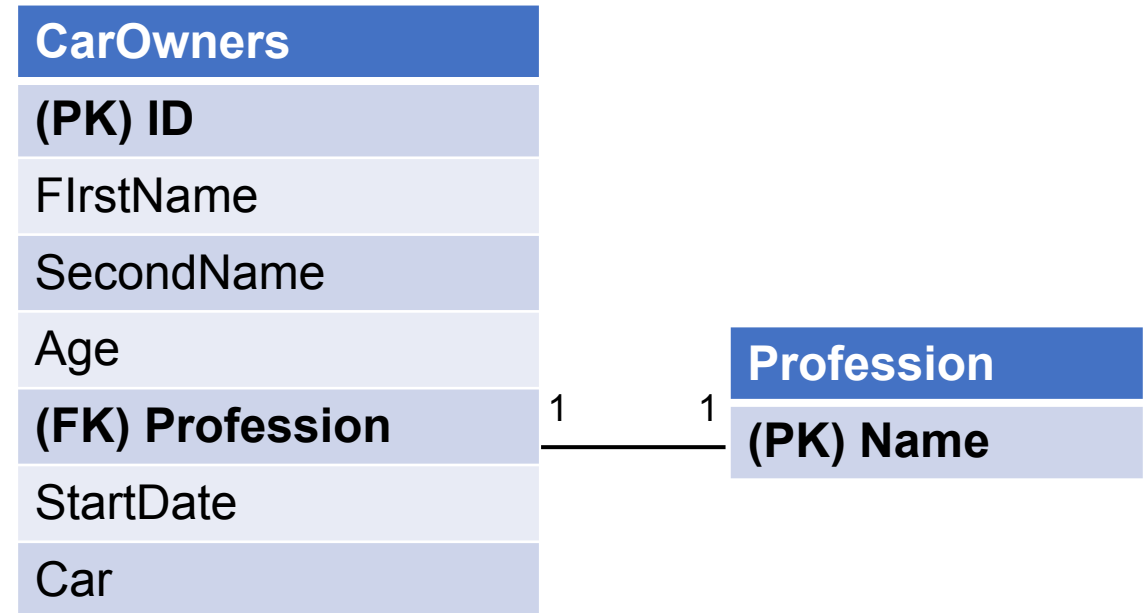 CarOwners
(PK) ID
FIrstName
SecondName
Age
(FK) Profession
StartDate
Car
1 1
Profession
(PK) Name